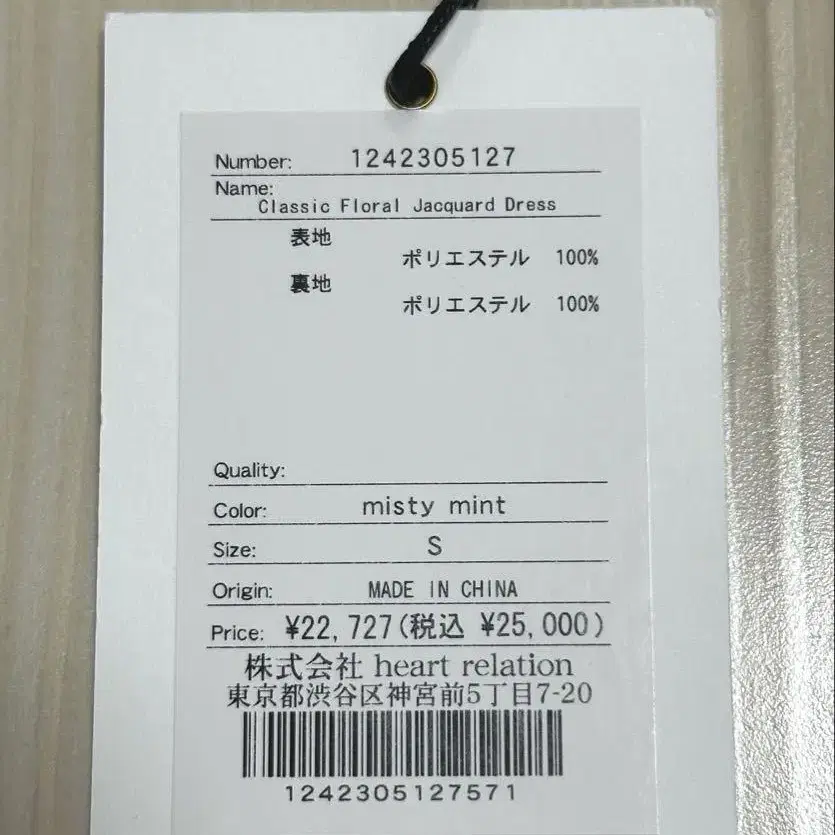 Number: 1242305127
Name:
Classic Floral Jacquard Dress
表地
ポリエステル 100%
裏地
ポリエステル 100%
Quality:
Color: misty mint
Size: S
Origin: MADE IN CHINA
Price: ¥22,727(税込 ¥25,000)
株式会社 heart relation
東京都渋谷区神宮前5丁目7-20
1242305127571